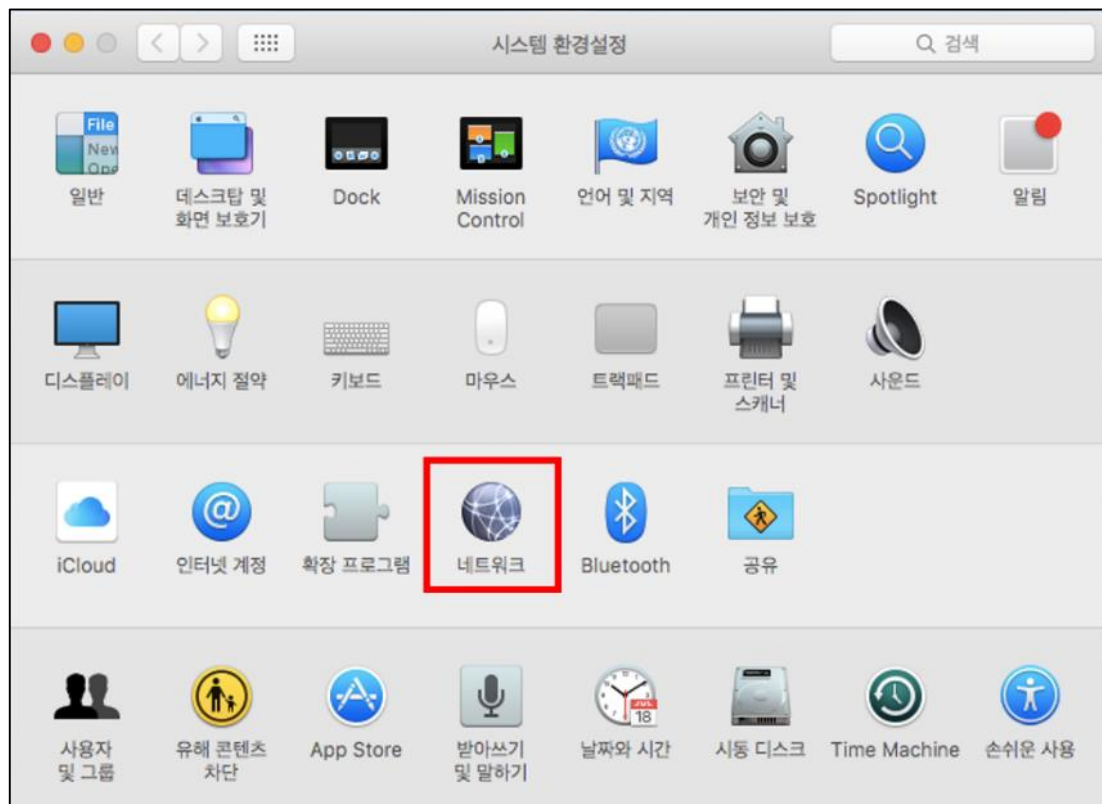 시스템 환경설정
검색
File
New
Ope
일반
데스크탑 및
화면 보호기
Dock
Mission
Control
언어 및 지역
보안 및
개인 정보 보호
Spotlight
알림
디스플레이
에너지 절약
키보드
마우스
트랙패드
프린터 및
스캐너
사운드
iCloud
@
인터넷 계정
확장 프로그램
네트워크
Bluetooth
공유
사용자
및 그룹
유해 콘텐츠
차단
App Store
받아쓰기
및 말하기
JUL
18
날짜와 시간
시동 디스크
Time Machine
손쉬운 사용